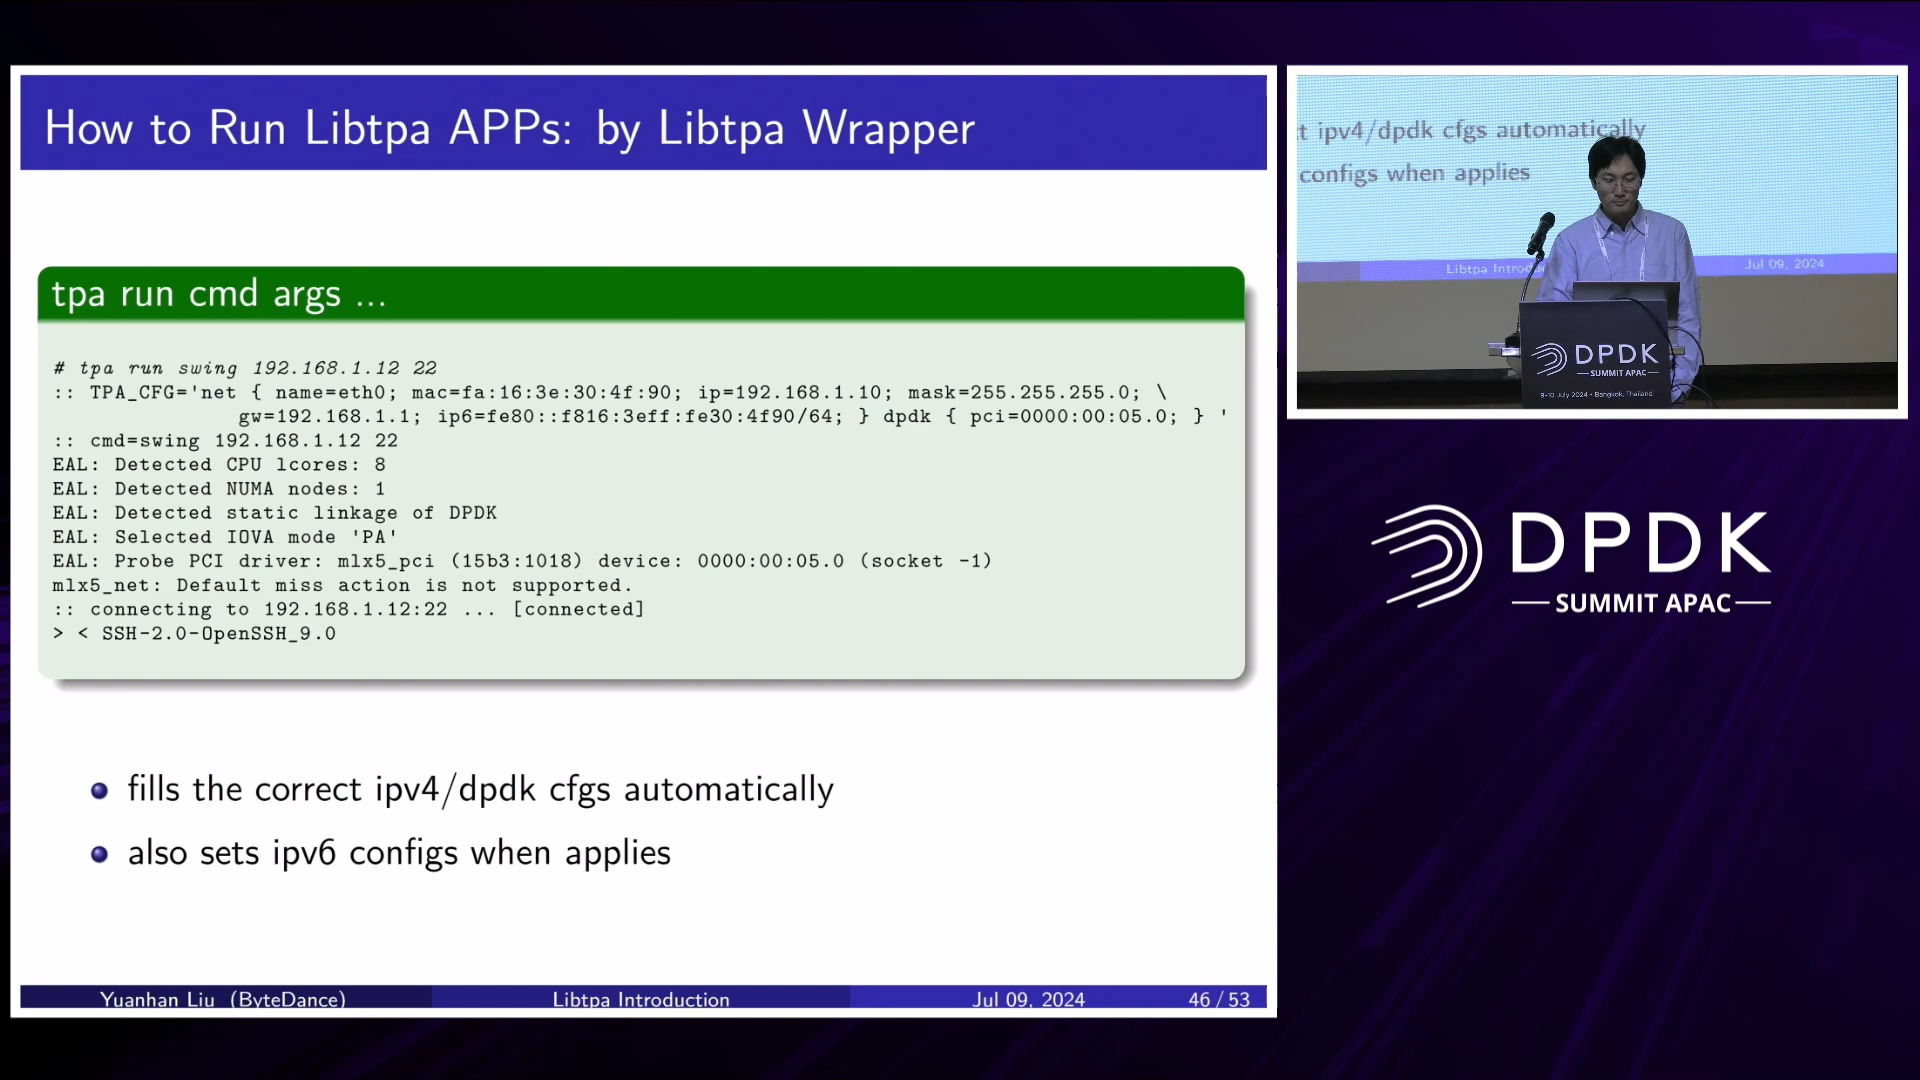 How to Run Libtpa APPs: by Libtpa Wrapper
tpa run cmd args ...
# tpa run swing 192.168.1.12 22
:: TPA_CFG='net { name=eth0; mac=fa:16:3e:30:4f:90; ip=192.168.1.10; mask=255.255.255.0; \
gw=192.168.1.1; ip6=fe80::f816:3eff:fe30:4f90/64; } dpdk { pci=0000:00:05.0; } '
:: cmd=swing 192.168.1.12 22
EAL: Detected CPU lcores: 8
EAL: Detected NUMA nodes: 1
EAL: Detected static linkage of DPDK
EAL: Selected IOVA mode 'PA'
EAL: Probe PCI driver: mlx5_pci (15b3:1018) device: 0000:00:05.0 (socket -1)
mlx5_net: Default miss action is not supported.
:: connecting to 192.168.1.12:22 ... [connected]
> < SSH-2.0-OpenSSH_9.0
fills the correct ipv4/dpdk cfgs automatically
also sets ipv6 configs when applies
Yuanhan Liu (ByteDance) Libtpa Introduction Jul 09, 2024 46 / 53
t ipv4/dpdk cfgs automatically
configs when applies
Libtpa Introdu Jul 09, 2024
DPDK
SUMMIT APAC
9-10 July 2024 • Bangkok, Thailand
DPDK
SUMMIT APAC